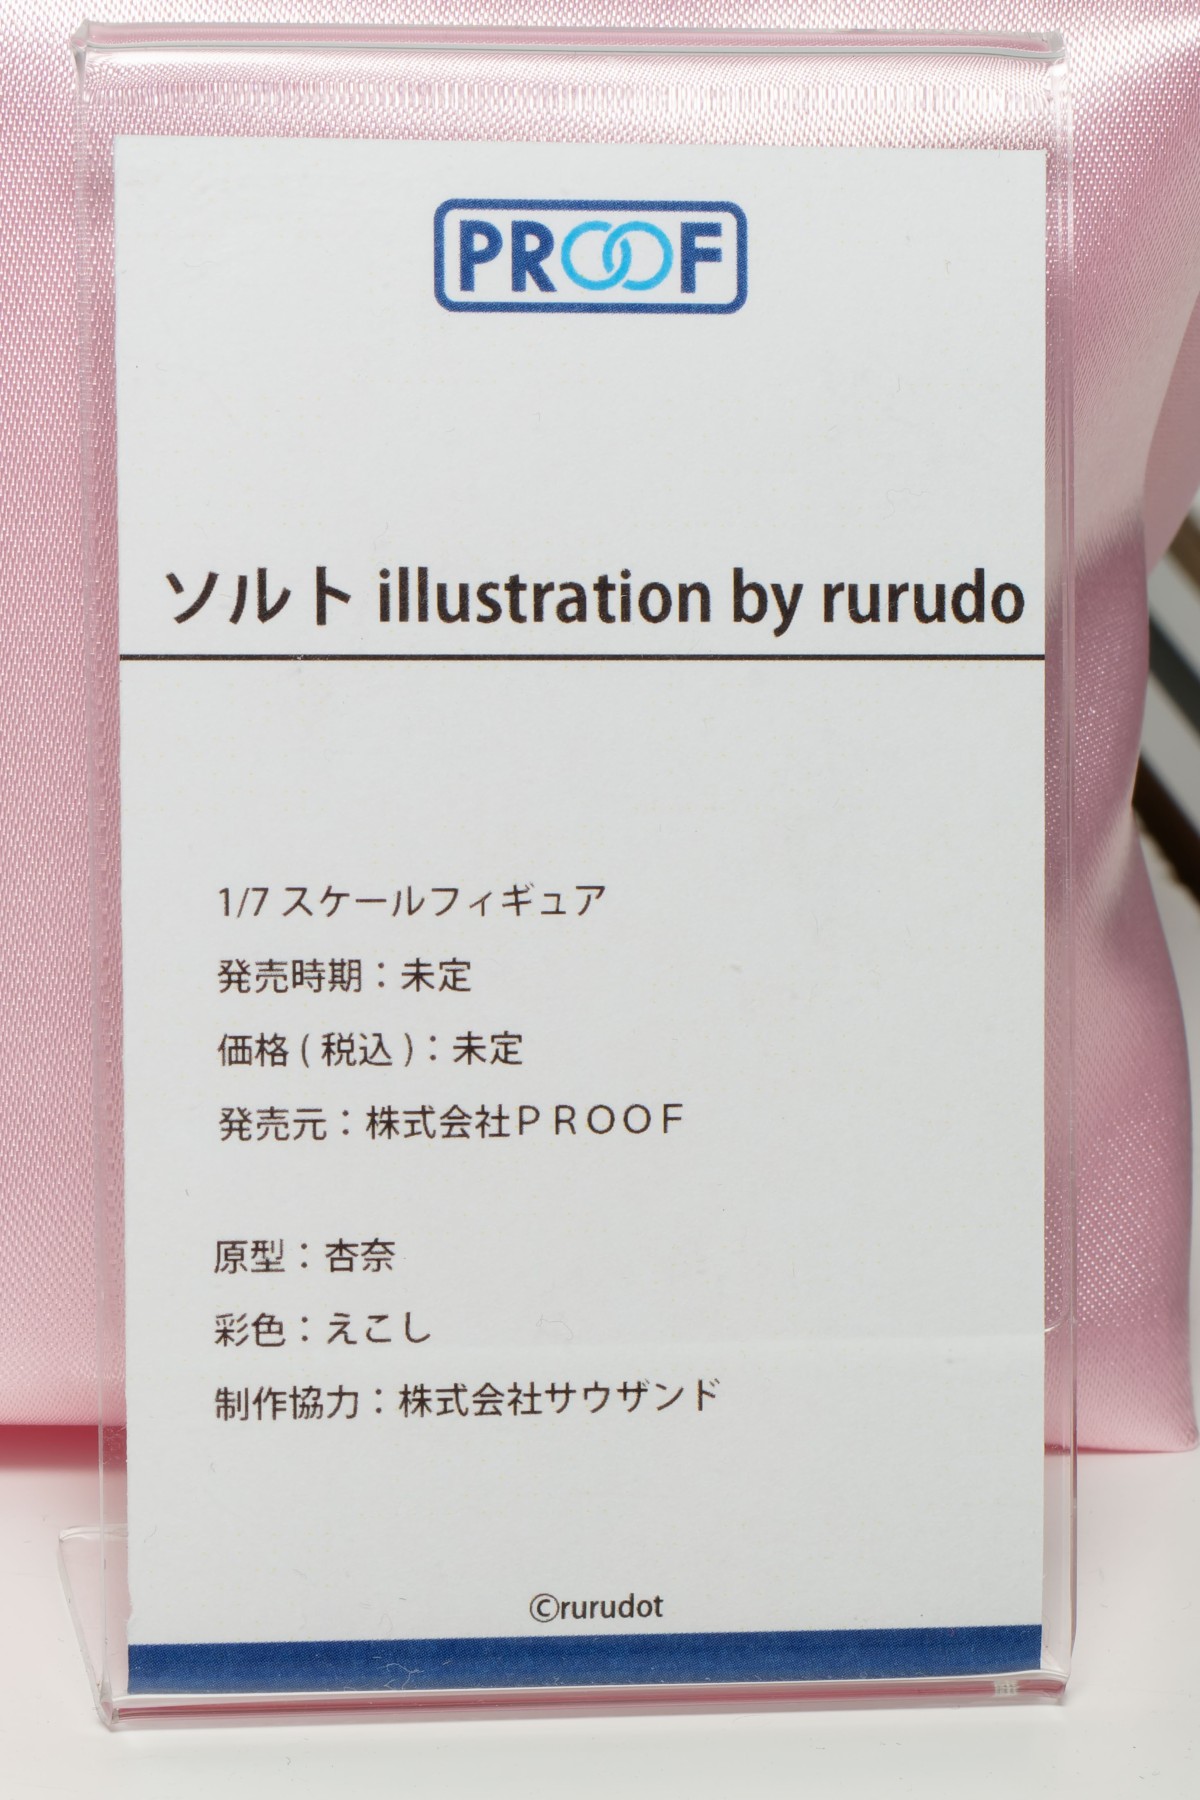 PROOF
ソルト illustration by rurudo
1/7 スケールフィギュア
発売時期：未定
価格 ( 税込 )：未定
発売元：株式会社ＰＲＯＯＦ
原型：杏奈
彩色：えこし
制作協力：株式会社サウザンド
©rurudot